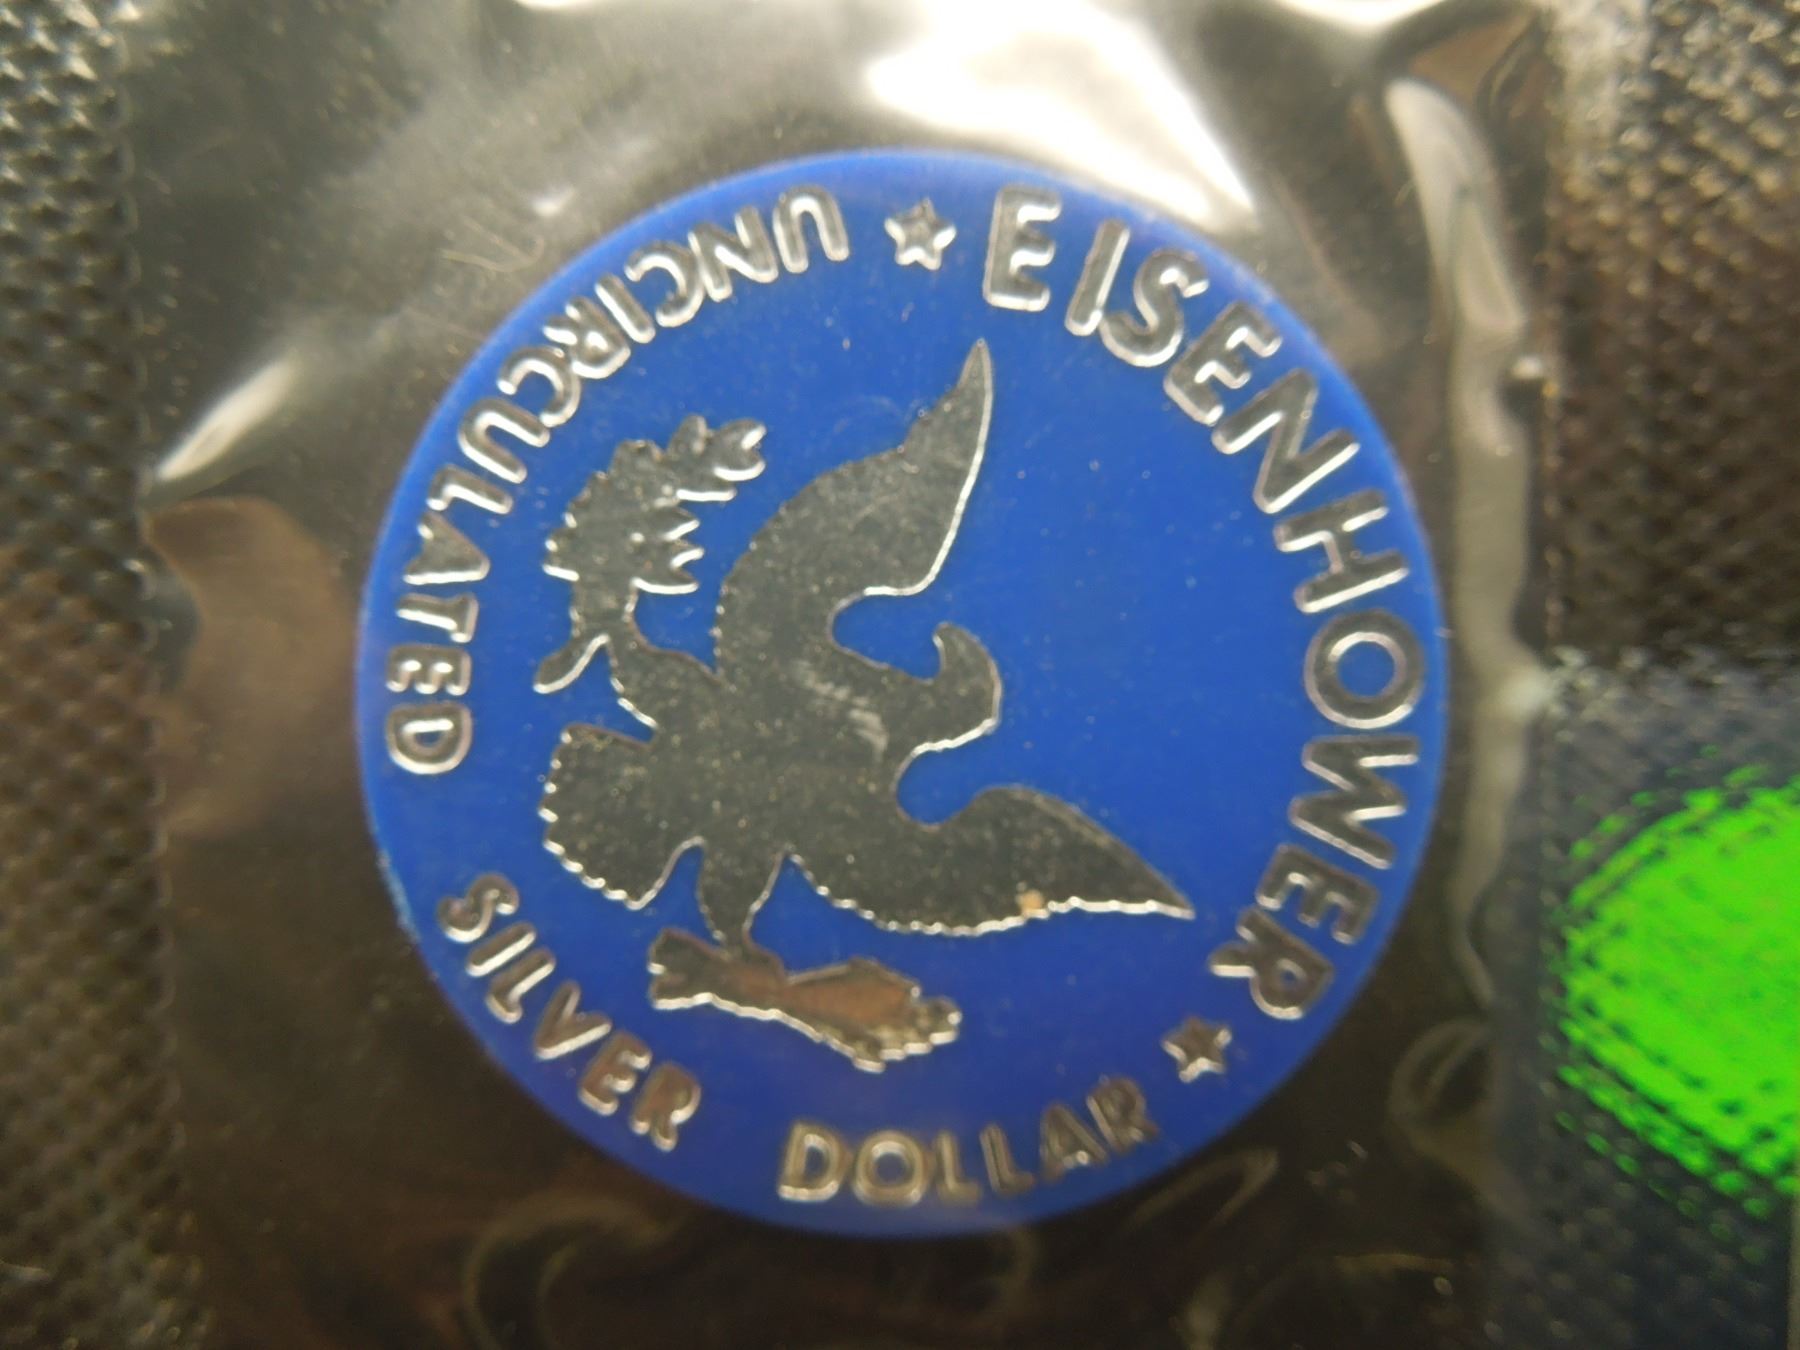 ★ EISENHOWER ★
UNCIRCULATED SILVER DOLLAR